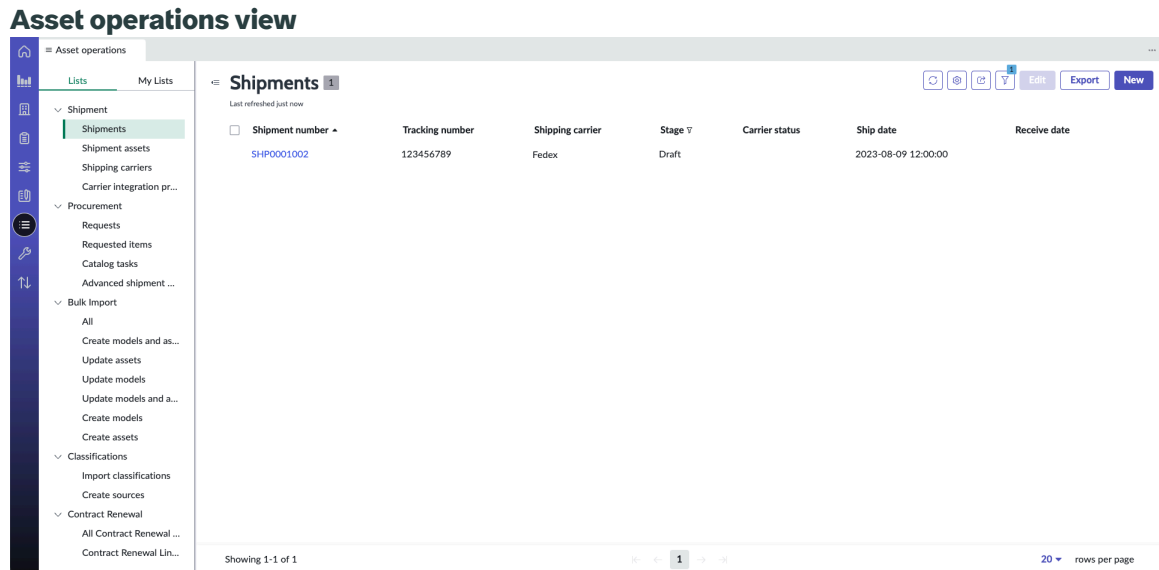 Asset operations view
Asset operations
Lists My Lists
Shipment
Shipments
Shipment assets
Shipping carriers
Carrier integration pr...
Procurement
Requests
Requested items
Catalog tasks
Advanced shipment ...
Bulk Import
All
Create models and as...
Update assets
Update models
Update models and a...
Create models
Create assets
Classifications
Import classifications
Create sources
Contract Renewal
All Contract Renewal ...
Contract Renewal Lin...
Shipments 1
Last refreshed just now
1
Edit Export New
Shipment number Tracking number Shipping carrier Stage Carrier status Ship date Receive date
SHP0001002 123456789 Fedex Draft 2023-08-09 12:00:00
Showing 1-1 of 1 1 20 rows per page